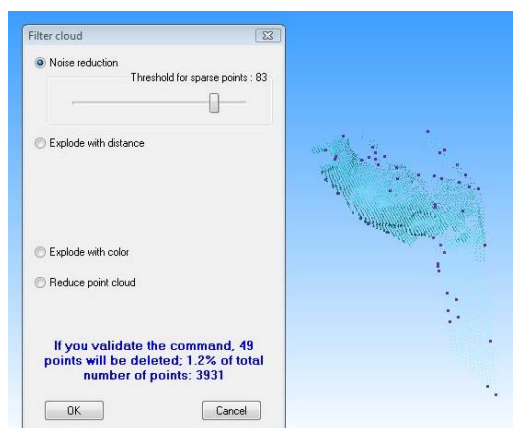 Filter cloud
Noise reduction
Threshold for sparse points : 83
Explode with distance
Explode with color
Reduce point cloud
If you validate the command, 49
points will be deleted; 1.2% of total
number of points: 3931
OK
Cancel